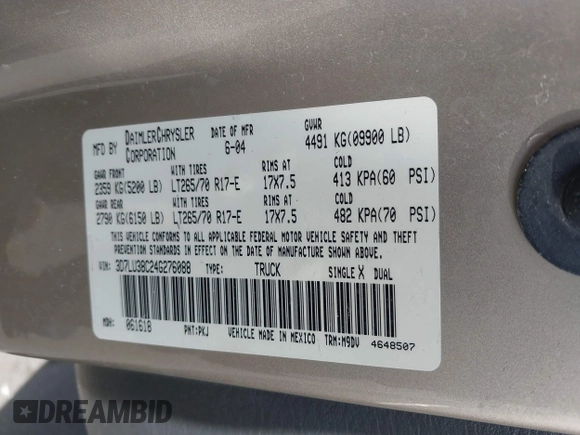 MFD BY DAIMLERCHRYSLER CORPORATION DATE OF MFR 6-04 GVWR 4491 KG(09900 LB)
GAWR FRONT WITH TIRES RIMS AT COLD
2359 KG(5200 LB) LT265/70 R17-E 17X7.5 413 KPA(60 PSI)
GAWR REAR WITH TIRES RIMS AT COLD
2790 KG(6150 LB) LT265/70 R17-E 17X7.5 482 KPA(70 PSI)
THIS VEHICLE CONFORMS TO ALL APPLICABLE FEDERAL MOTOR VEHICLE SAFETY AND THEFT
PREVENTION STANDARDS IN EFFECT ON DATE OF MANUFACTURE SHOWN ABOVE.
VIN: 3D7LU38C24G276088 TYPE: TRUCK SINGLE X DUAL
MDH: 061610 PNT:PKJ VEHICLE MADE IN MEXICO TRM:M9DV 4648507
DREAMBID